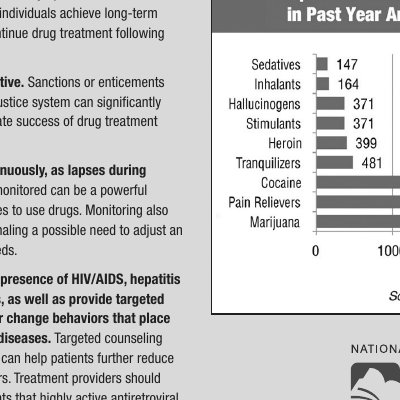 individuals achieve long-term
tinue drug treatment following
tive. Sanctions or enticements
ustice system can significantly
ate success of drug treatment
nuously, as lapses during
monitored can be a powerful
es to use drugs. Monitoring also
naling a possible need to adjust an
eds.
presence of HIV/AIDS, hepatitis
s, as well as provide targeted
r change behaviors that place
diseases. Targeted counseling
can help patients further reduce
rs. Treatment providers should
nts that highly active antiretroviral
in Past Year A
Sedatives 147
Inhalants 164
Hallucinogens 371
Stimulants 371
Heroin 399
Tranquilizers 481
Cocaine
Pain Relievers
Marijuana
0 100
So
NATIONA